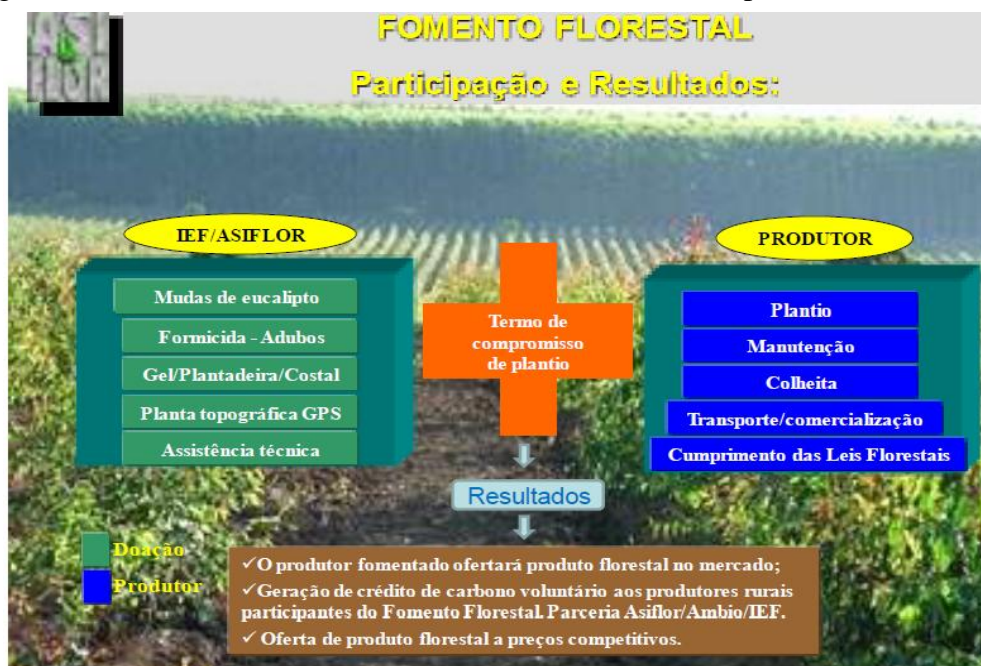 ASI
FLOR
FOMENTO FLORESTAL
Participação e Resultados:
IEF/ASIFLOR
Mudas de eucalipto
Formicida - Adubos
Gel/Plantadeira/Costal
Planta topográfica GPS
Assistência técnica
Termo de
compromisso
de plantio
PRODUTOR
Plantio
Manutenção
Colheita
Transporte/comercialização
Cumprimento das Leis Florestais
Resultados
Doação
Produtor
✓O produtor fomentado ofertará produto florestal no mercado;
✓Geração de crédito de carbono voluntário aos produtores rurais
participantes do Fomento Florestal. Parceria Asiflor/Ambio/IEF.
✓ Oferta de produto florestal a preços competitivos.